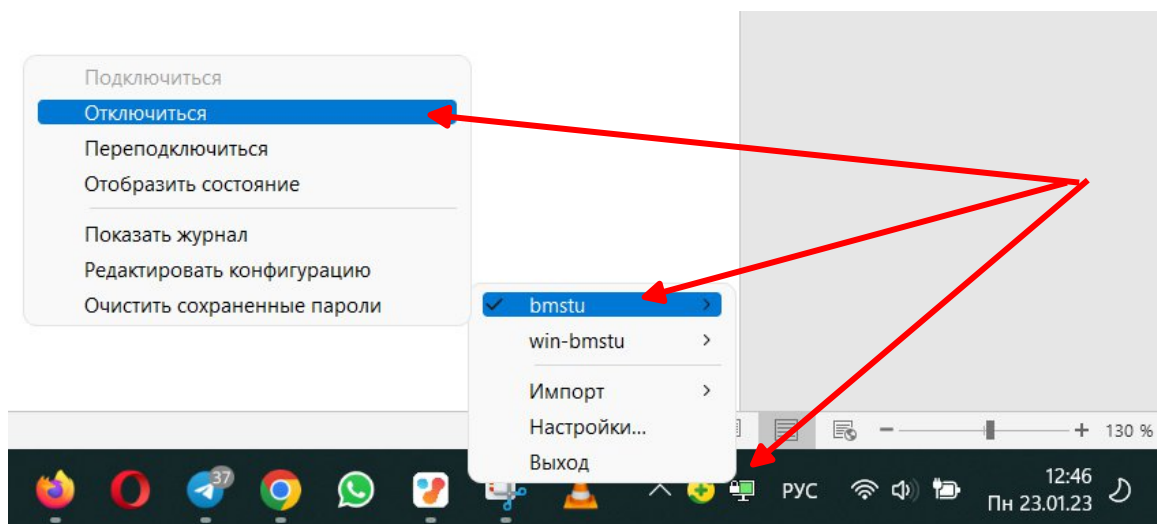 Подключиться
Отключиться
Переподключиться
Отобразить состояние
Показать журнал
Редактировать конфигурацию
Очистить сохраненные пароли
bmstu
win-bmstu
Импорт
Настройки...
Выход
130 %
37
РУС
12:46
Пн 23.01.23